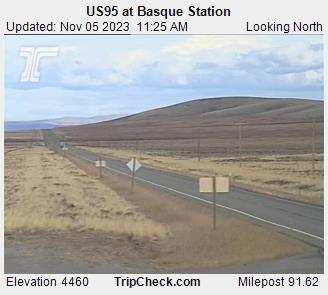 US95 at Basque Station
Updated: Nov 05 2023 11:25 AM Looking North
Elevation 4460 TripCheck.com Milepost 91.62